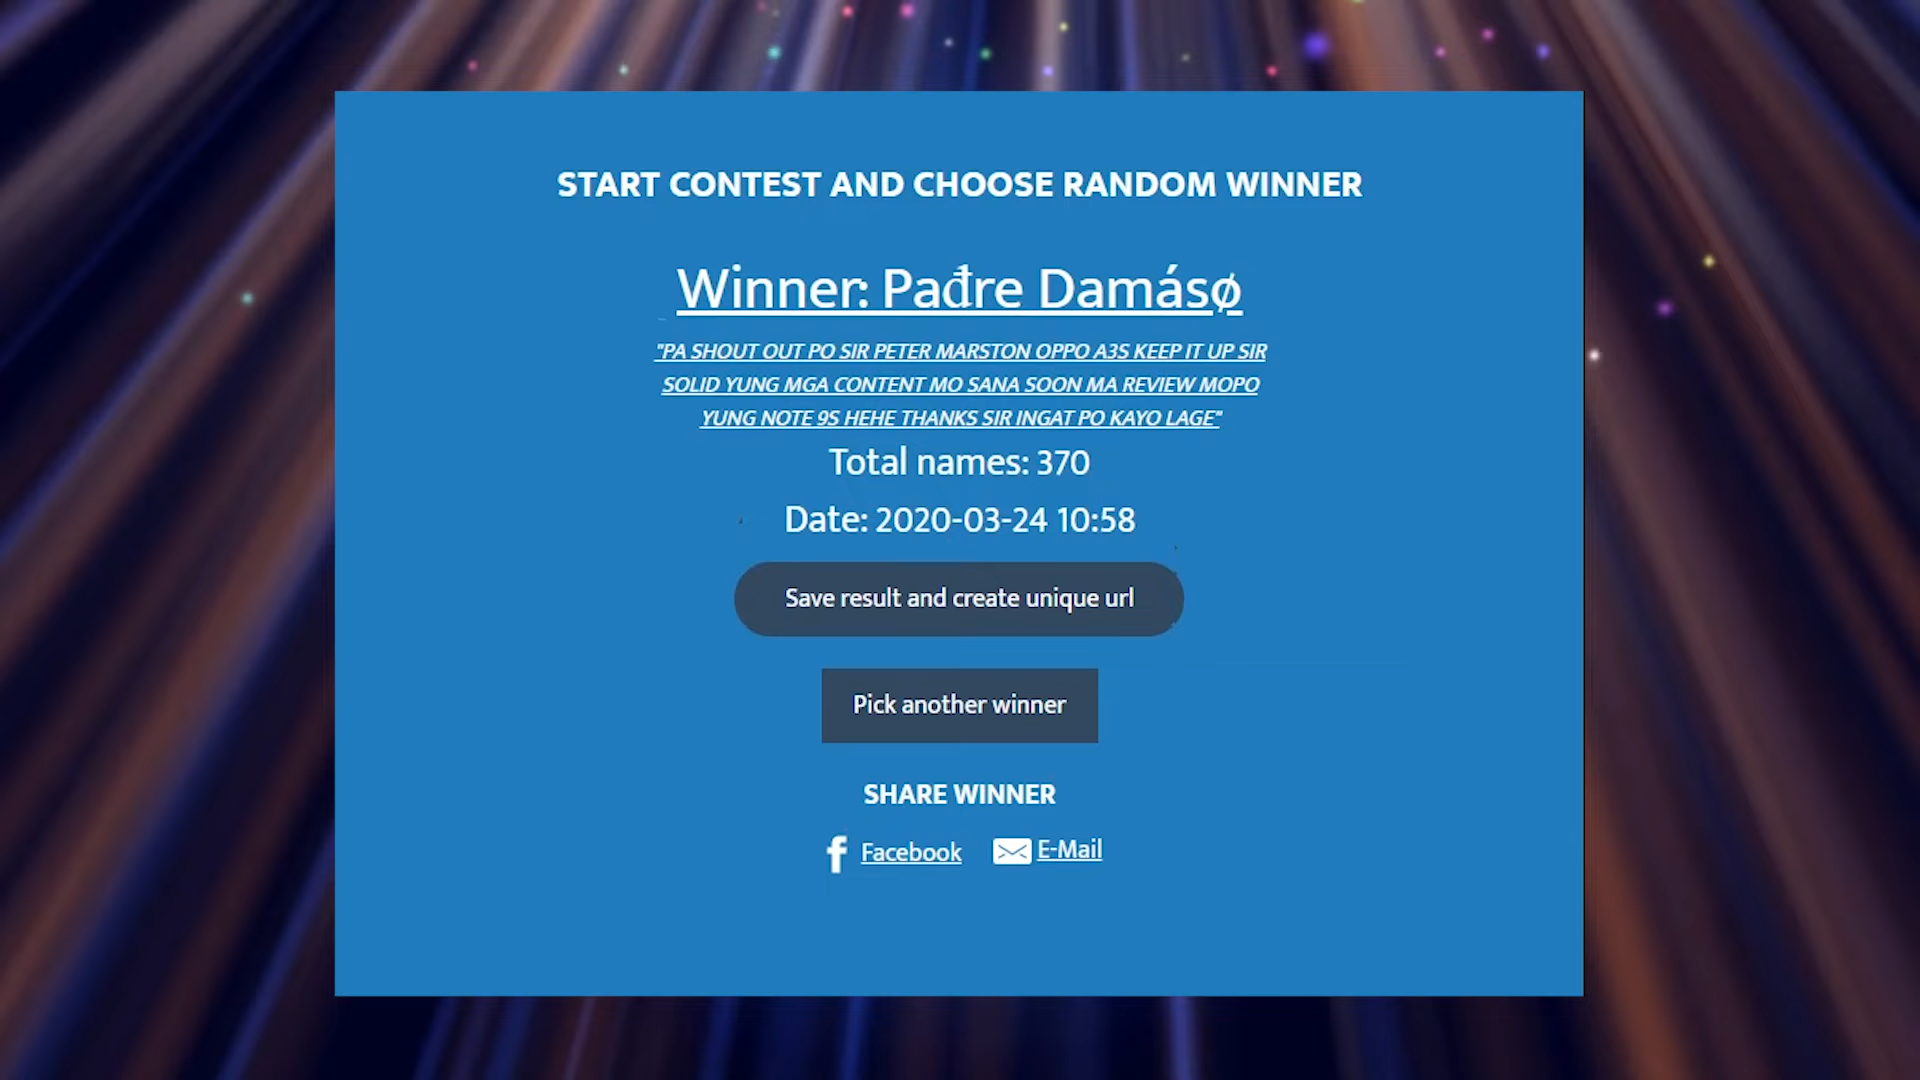 START CONTEST AND CHOOSE RANDOM WINNER
Winner: Pađre Damásø
"PA SHOUT OUT PO SIR PETER MARSTON OPPO A3S KEEP IT UP SIR
SOLID YUNG MGA CONTENT MO SANA SOON MA REVIEW MOPO
YUNG NOTE 9S HEHE THANKS SIR INGAT PO KAYO LAGE"
Total names: 370
Date: 2020-03-24 10:58
Save result and create unique url
Pick another winner
SHARE WINNER
Facebook E-Mail